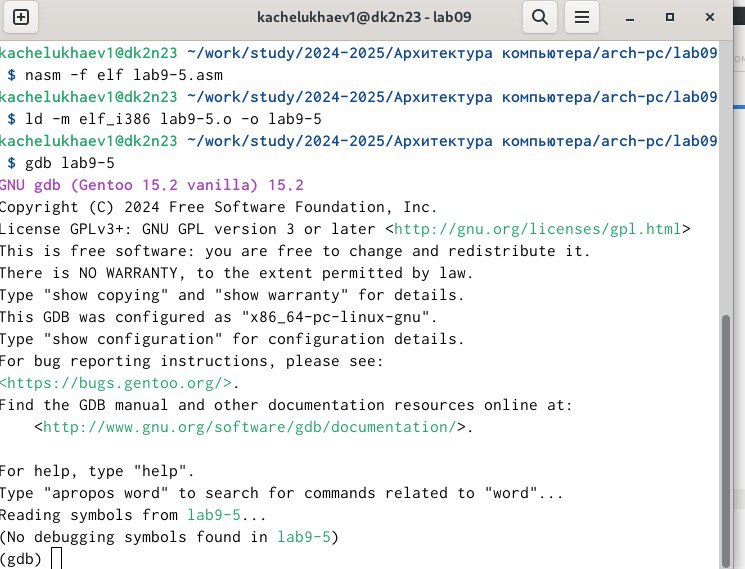 kachelukhaev1@dk2n23 - lab09
kachelukhaev1@dk2n23 ~/work/study/2024-2025/Архитектура компьютера/arch-pc/lab09
$ nasm -f elf lab9-5.asm
kachelukhaev1@dk2n23 ~/work/study/2024-2025/Архитектура компьютера/arch-pc/lab09
$ ld -m elf_i386 lab9-5.o -o lab9-5
kachelukhaev1@dk2n23 ~/work/study/2024-2025/Архитектура компьютера/arch-pc/lab09
$ gdb lab9-5
GNU gdb (Gentoo 15.2 vanilla) 15.2
Copyright (C) 2024 Free Software Foundation, Inc.
License GPLv3+: GNU GPL version 3 or later <http://gnu.org/licenses/gpl.html>
This is free software: you are free to change and redistribute it.
There is NO WARRANTY, to the extent permitted by law.
Type "show copying" and "show warranty" for details.
This GDB was configured as "x86_64-pc-linux-gnu".
Type "show configuration" for configuration details.
For bug reporting instructions, please see:
<https://bugs.gentoo.org/>.
Find the GDB manual and other documentation resources online at:
    <http://www.gnu.org/software/gdb/documentation/>.

For help, type "help".
Type "apropos word" to search for commands related to "word"...
Reading symbols from lab9-5...
(No debugging symbols found in lab9-5)
(gdb)